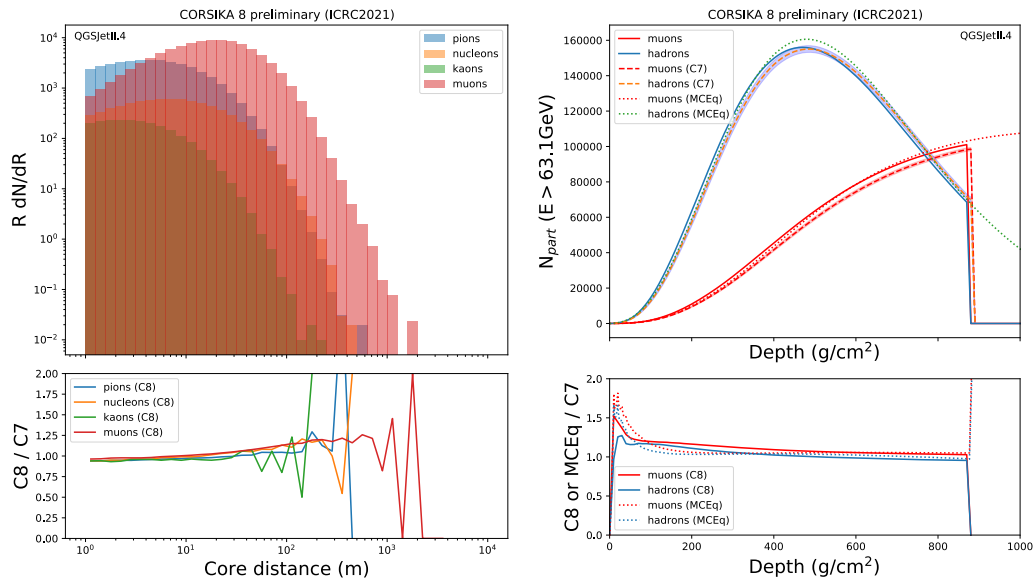 CORSIKA 8 preliminary (ICRC2021)
QGSJetII.4
pions
nucleons
kaons
muons
10⁴
10³
10²
10¹
10⁰
10⁻¹
10⁻²
R dN/dR
2.00
1.75
1.50
1.25
1.00
0.75
0.50
0.25
0.00
C8 / C7
pions (C8)
nucleons (C8)
kaons (C8)
muons (C8)
10⁰
10¹
10²
10³
10⁴
Core distance (m)
CORSIKA 8 preliminary (ICRC2021)
QGSJetII.4
muons
hadrons
muons (C7)
hadrons (C7)
muons (MCEq)
hadrons (MCEq)
160000
140000
120000
100000
80000
60000
40000
20000
0
N_part (E > 63.1GeV)
Depth (g/cm²)
2.0
1.5
1.0
0.5
0.0
C8 or MCEq / C7
muons (C8)
hadrons (C8)
muons (MCEq)
hadrons (MCEq)
0
200
400
600
800
1000
Depth (g/cm²)